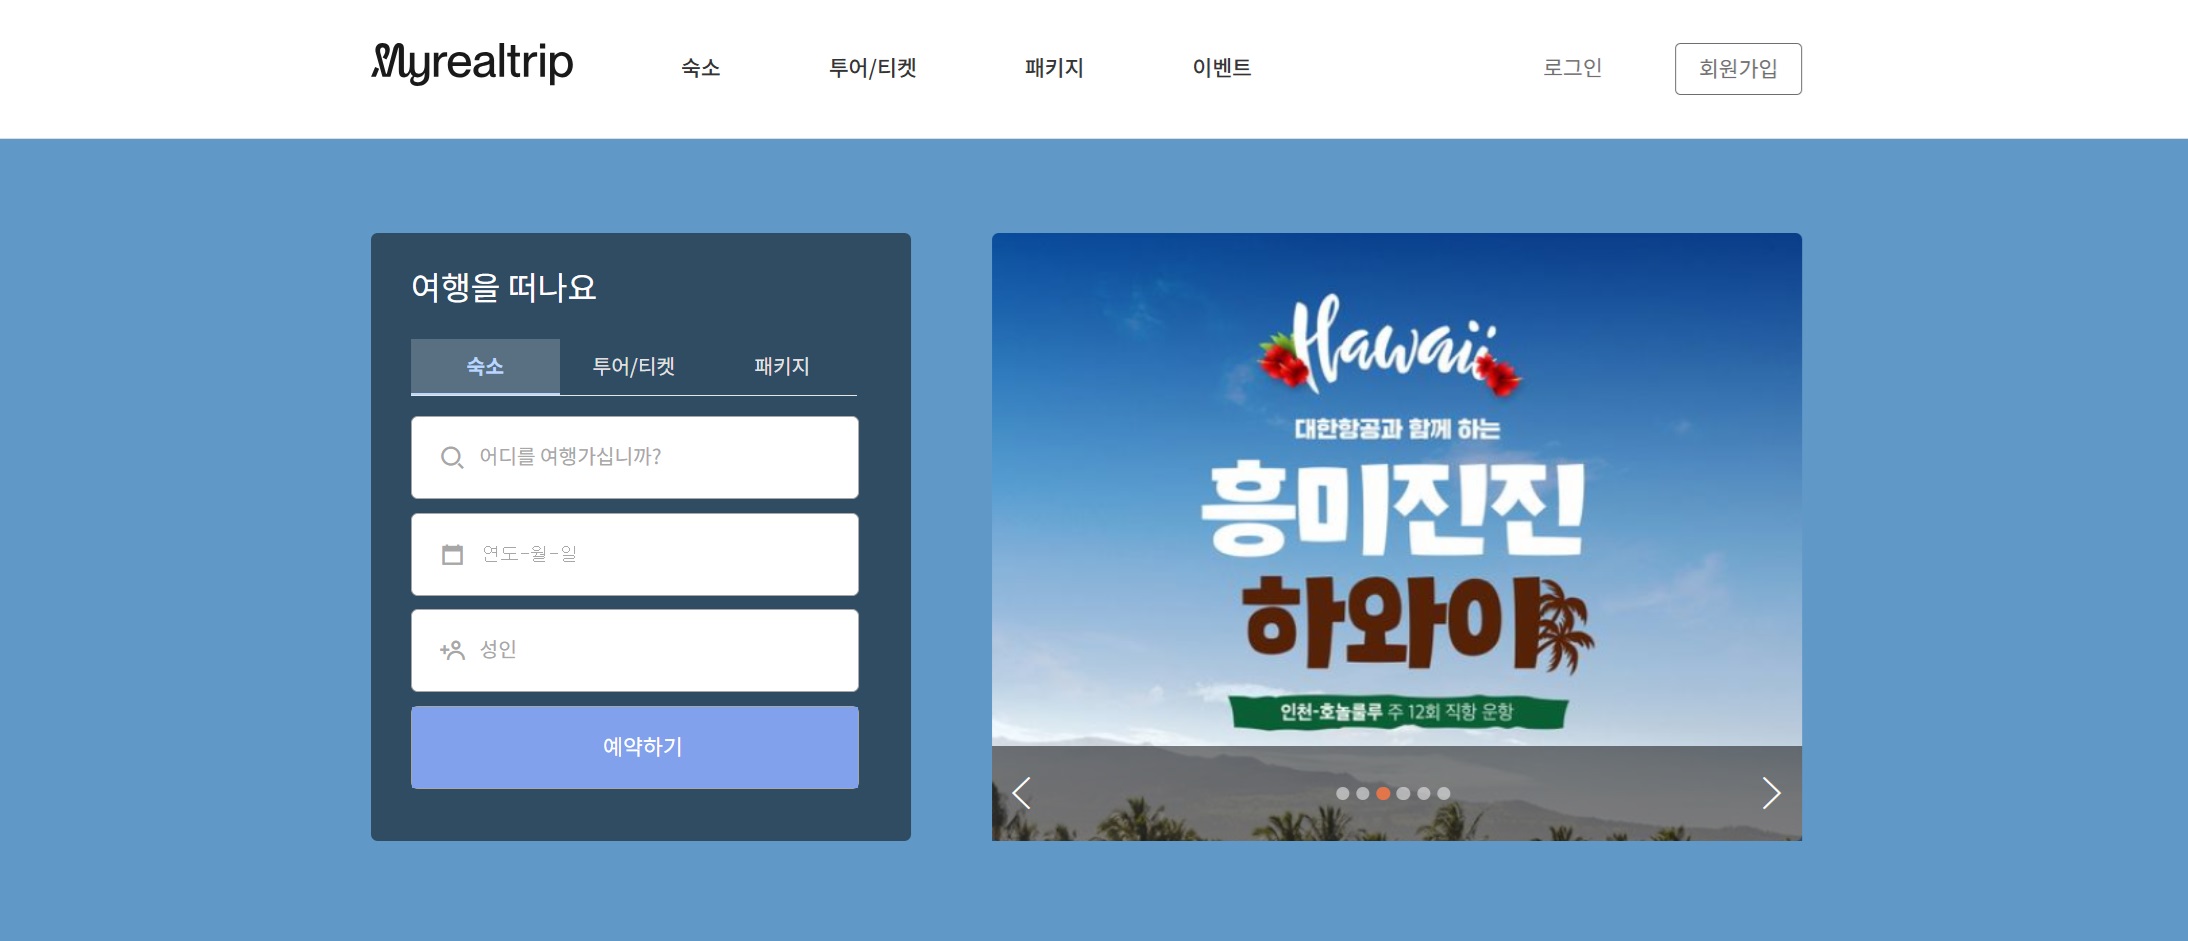 Myrealtrip
숙소
투어/티켓
패키지
이벤트
로그인
회원가입
여행을 떠나요
숙소
투어/티켓
패키지
어디를 여행가십니까?
연도-월-일
성인
예약하기
Hawaii
대한항공과 함께 하는
흥미진진
하와이
인천-호놀룰루 주 12회 직항 운항